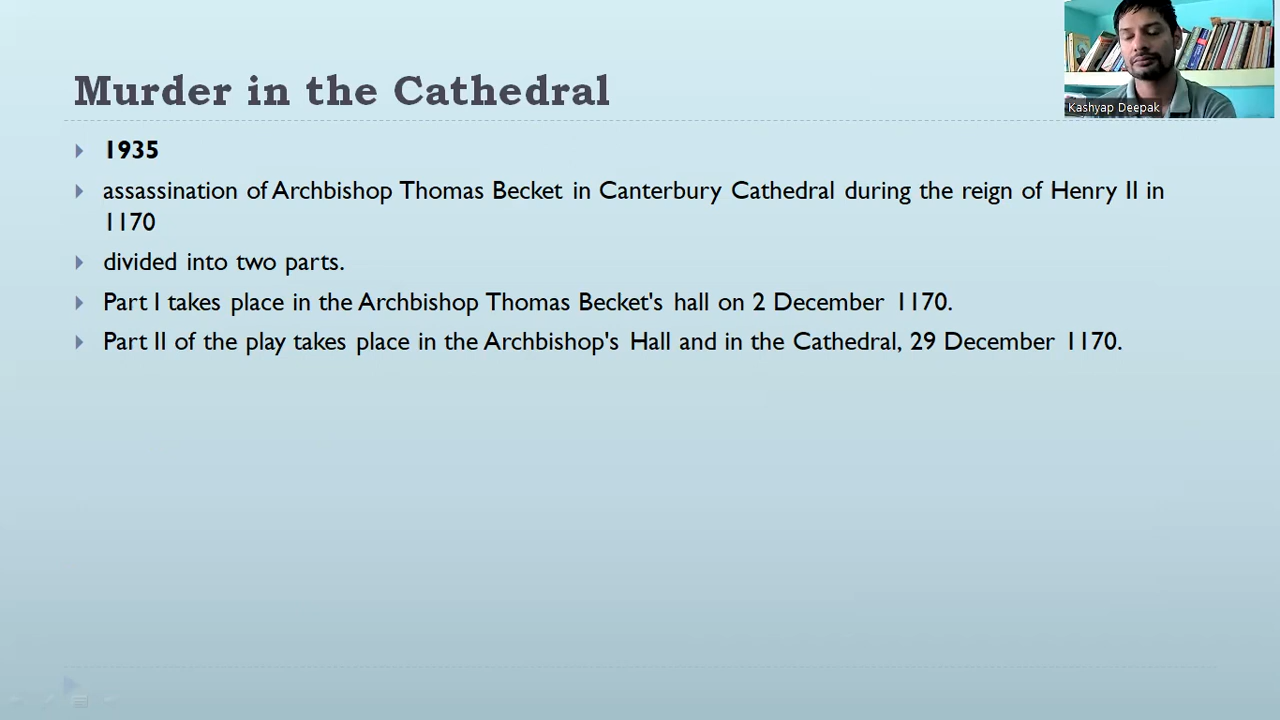 Murder in the Cathedral
Kashyap Deepak
1935
assassination of Archbishop Thomas Becket in Canterbury Cathedral during the reign of Henry II in
1170
divided into two parts.
Part I takes place in the Archbishop Thomas Becket's hall on 2 December 1170.
Part II of the play takes place in the Archbishop's Hall and in the Cathedral, 29 December 1170.